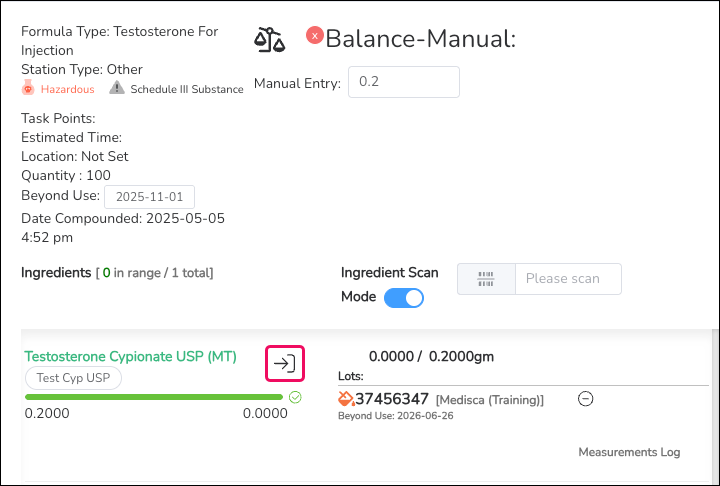 Formula Type: Testosterone For
Injection
Station Type: Other
Hazardous
Schedule III Substance
x
Balance-Manual:
Manual Entry:
0.2
Task Points:
Estimated Time:
Location: Not Set
Quantity : 100
Beyond Use:
2025-11-01
Date Compounded: 2025-05-05
4:52 pm
Ingredients [ 0 in range / 1 total]
Ingredient Scan
Mode
Please scan
Testosterone Cypionate USP (MT)
Test Cyp USP
0.2000
0.0000
0.0000 / 0.2000gm
Lots:
37456347 [Medisca (Training)]
Beyond Use: 2026-06-26
Measurements Log